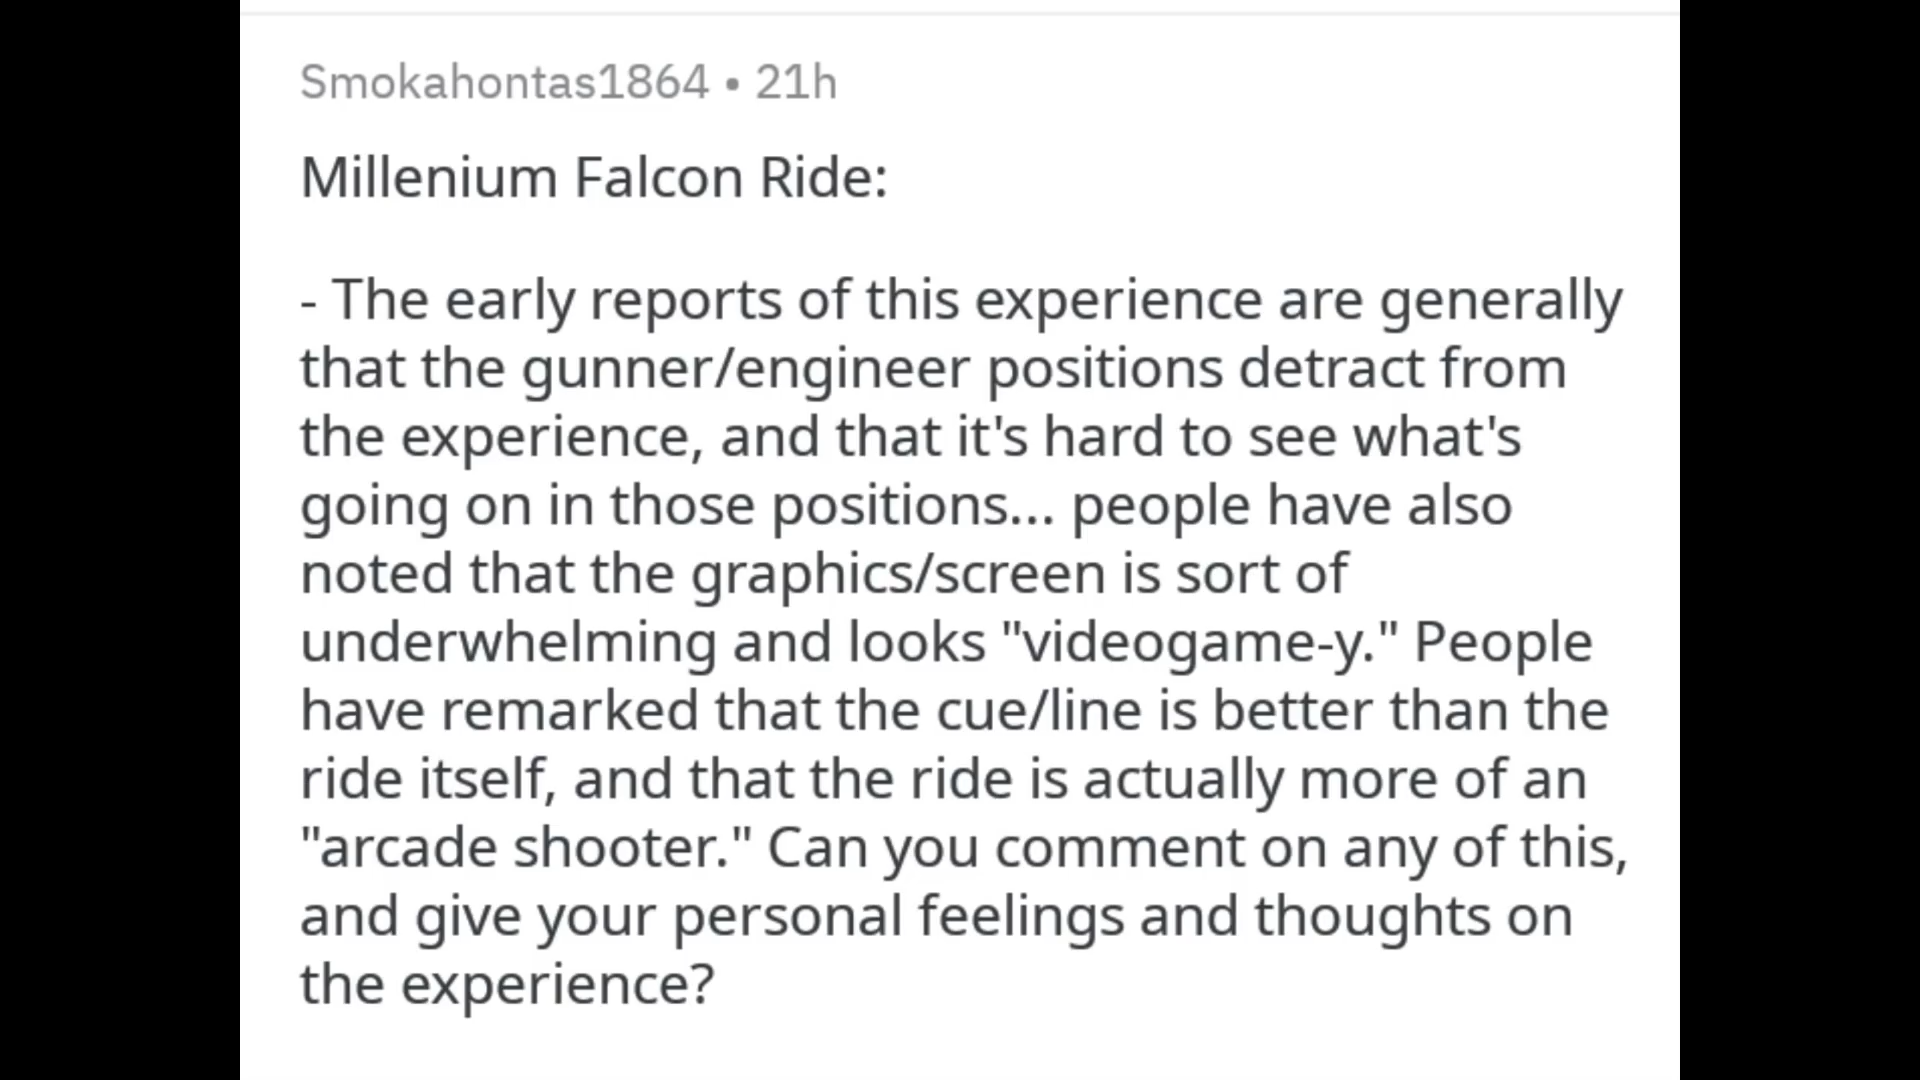 Smokahontas1864 • 21h
Millenium Falcon Ride:
- The early reports of this experience are generally
that the gunner/engineer positions detract from
the experience, and that it's hard to see what's
going on in those positions... people have also
noted that the graphics/screen is sort of
underwhelming and looks "videogame-y." People
have remarked that the cue/line is better than the
ride itself, and that the ride is actually more of an
"arcade shooter." Can you comment on any of this,
and give your personal feelings and thoughts on
the experience?